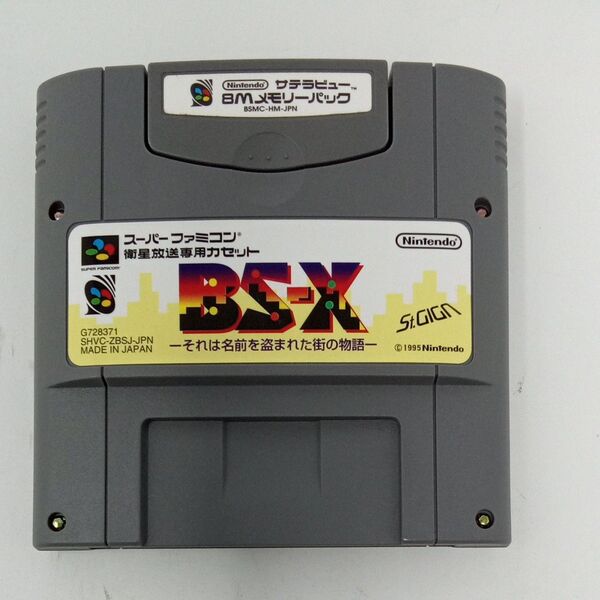 Nintendo サテラビュー™
8Mメモリーパック
BSMC-HM-JPN
スーパーファミコン®
衛星放送専用カセット
Nintendo®
SUPER FAMICOM
BS-X
St.GIGA
G728371
SHVC-ZBSJ-JPN
MADE IN JAPAN
—それは名前を盗まれた街の物語—
©1995 Nintendo